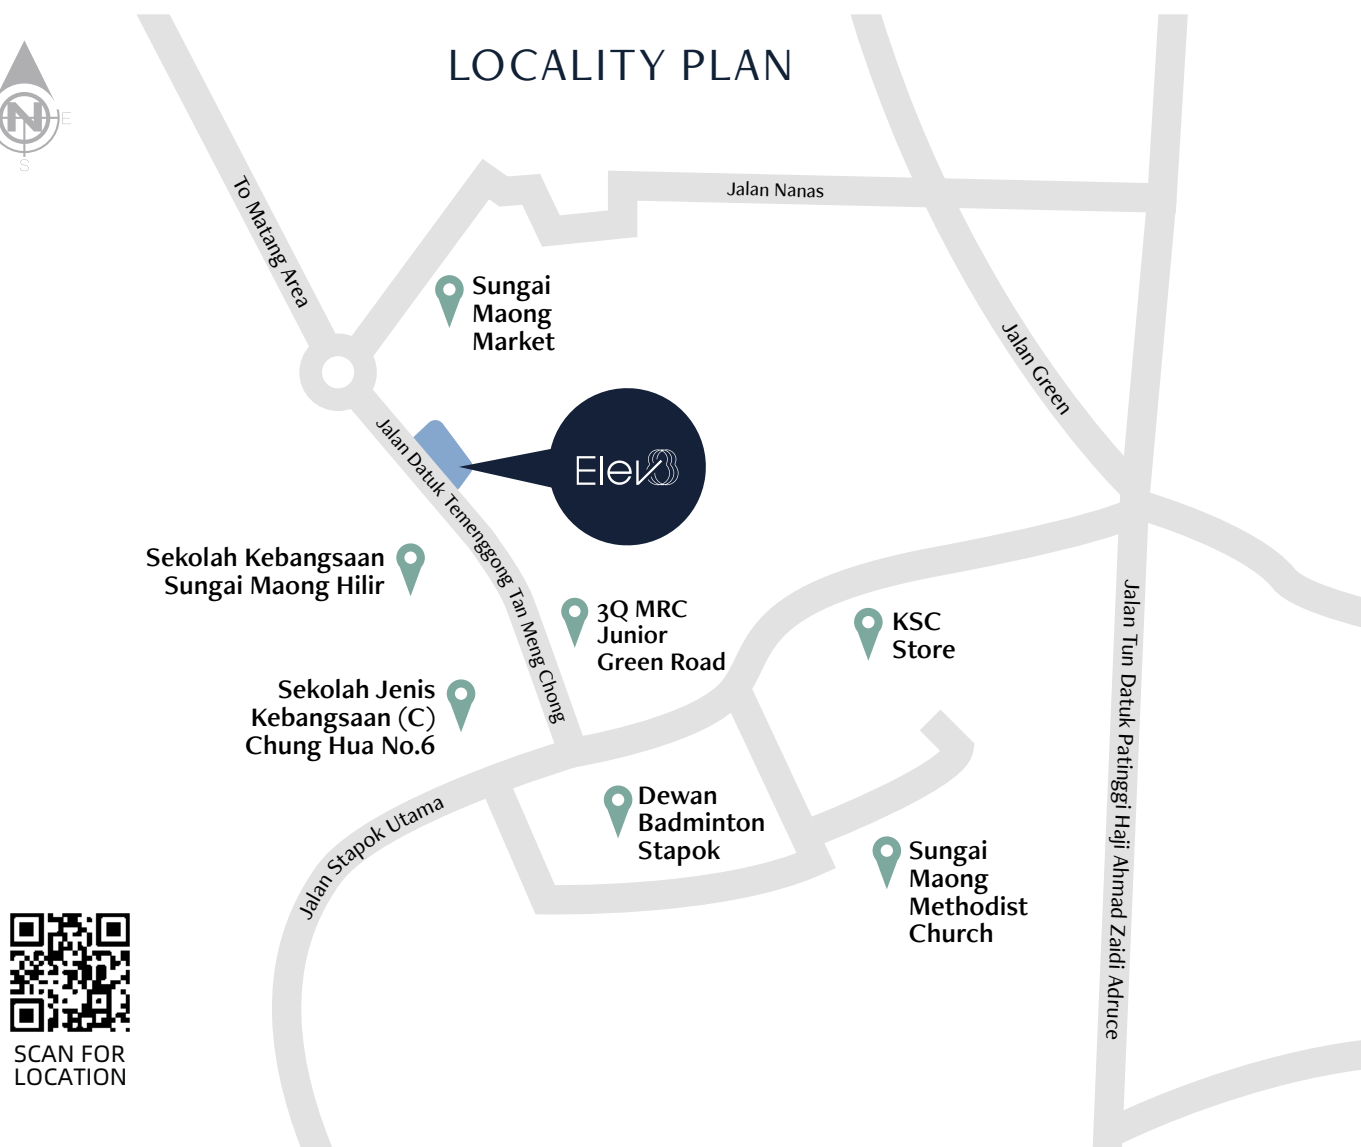 LOCALITY PLAN
N
E
S
To Matang Area
Jalan Nanas
Sungai
Maong
Market
Jalan Green
Jalan Datuk Temenggong Tan Meng Chong
Elev8
Sekolah Kebangsaan
Sungai Maong Hilir
3Q MRC
Junior
Green Road
KSC
Store
Jalan Tun Datuk Patinggi Haji Ahmad Zaidi Adruce
Sekolah Jenis
Kebangsaan (C)
Chung Hua No.6
Jalan Stapok Utama
Dewan
Badminton
Stapok
Sungai
Maong
Methodist
Church
SCAN FOR
LOCATION